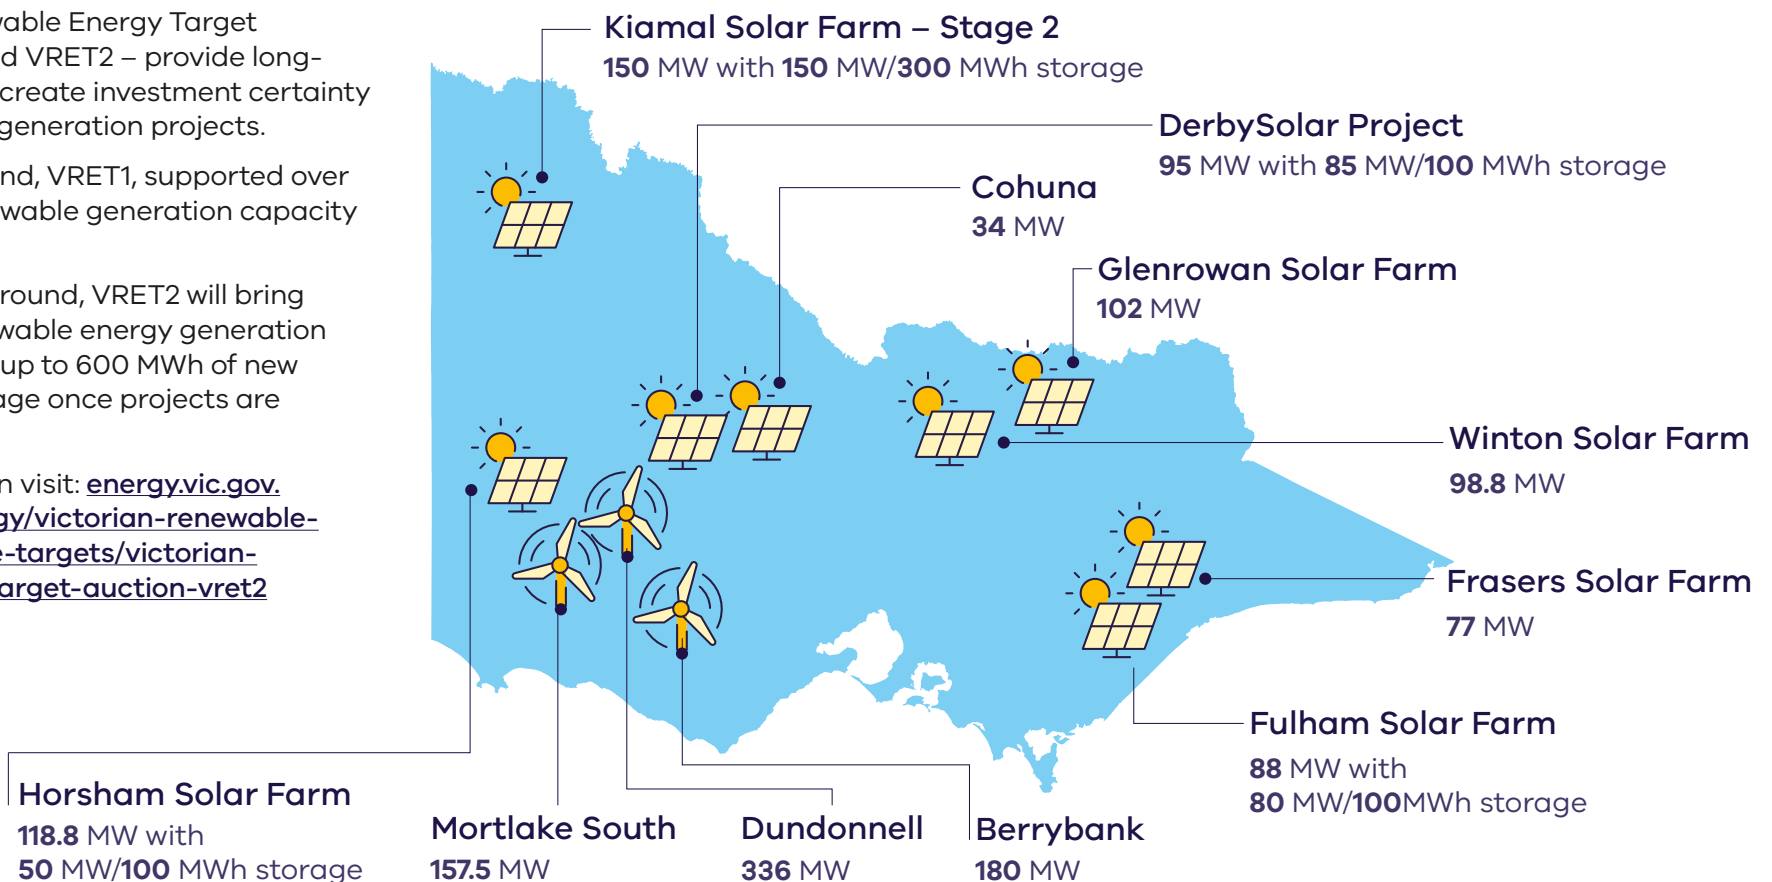 wable Energy Target
d VRET2 – provide long-
create investment certainty
generation projects.
nd, VRET1, supported over
wable generation capacity
round, VRET2 will bring
wable energy generation
up to 600 MWh of new
age once projects are
n visit: energy.vic.gov.
gy/victorian-renewable-
e-targets/victorian-
arget-auction-vret2
Kiamal Solar Farm – Stage 2
150 MW with 150 MW/300 MWh storage
DerbySolar Project
95 MW with 85 MW/100 MWh storage
Cohuna
34 MW
Glenrowan Solar Farm
102 MW
Winton Solar Farm
98.8 MW
Frasers Solar Farm
77 MW
Fulham Solar Farm
88 MW with
80 MW/100MWh storage
Horsham Solar Farm
118.8 MW with
50 MW/100 MWh storage
Mortlake South
157.5 MW
Dundonnell
336 MW
Berrybank
180 MW